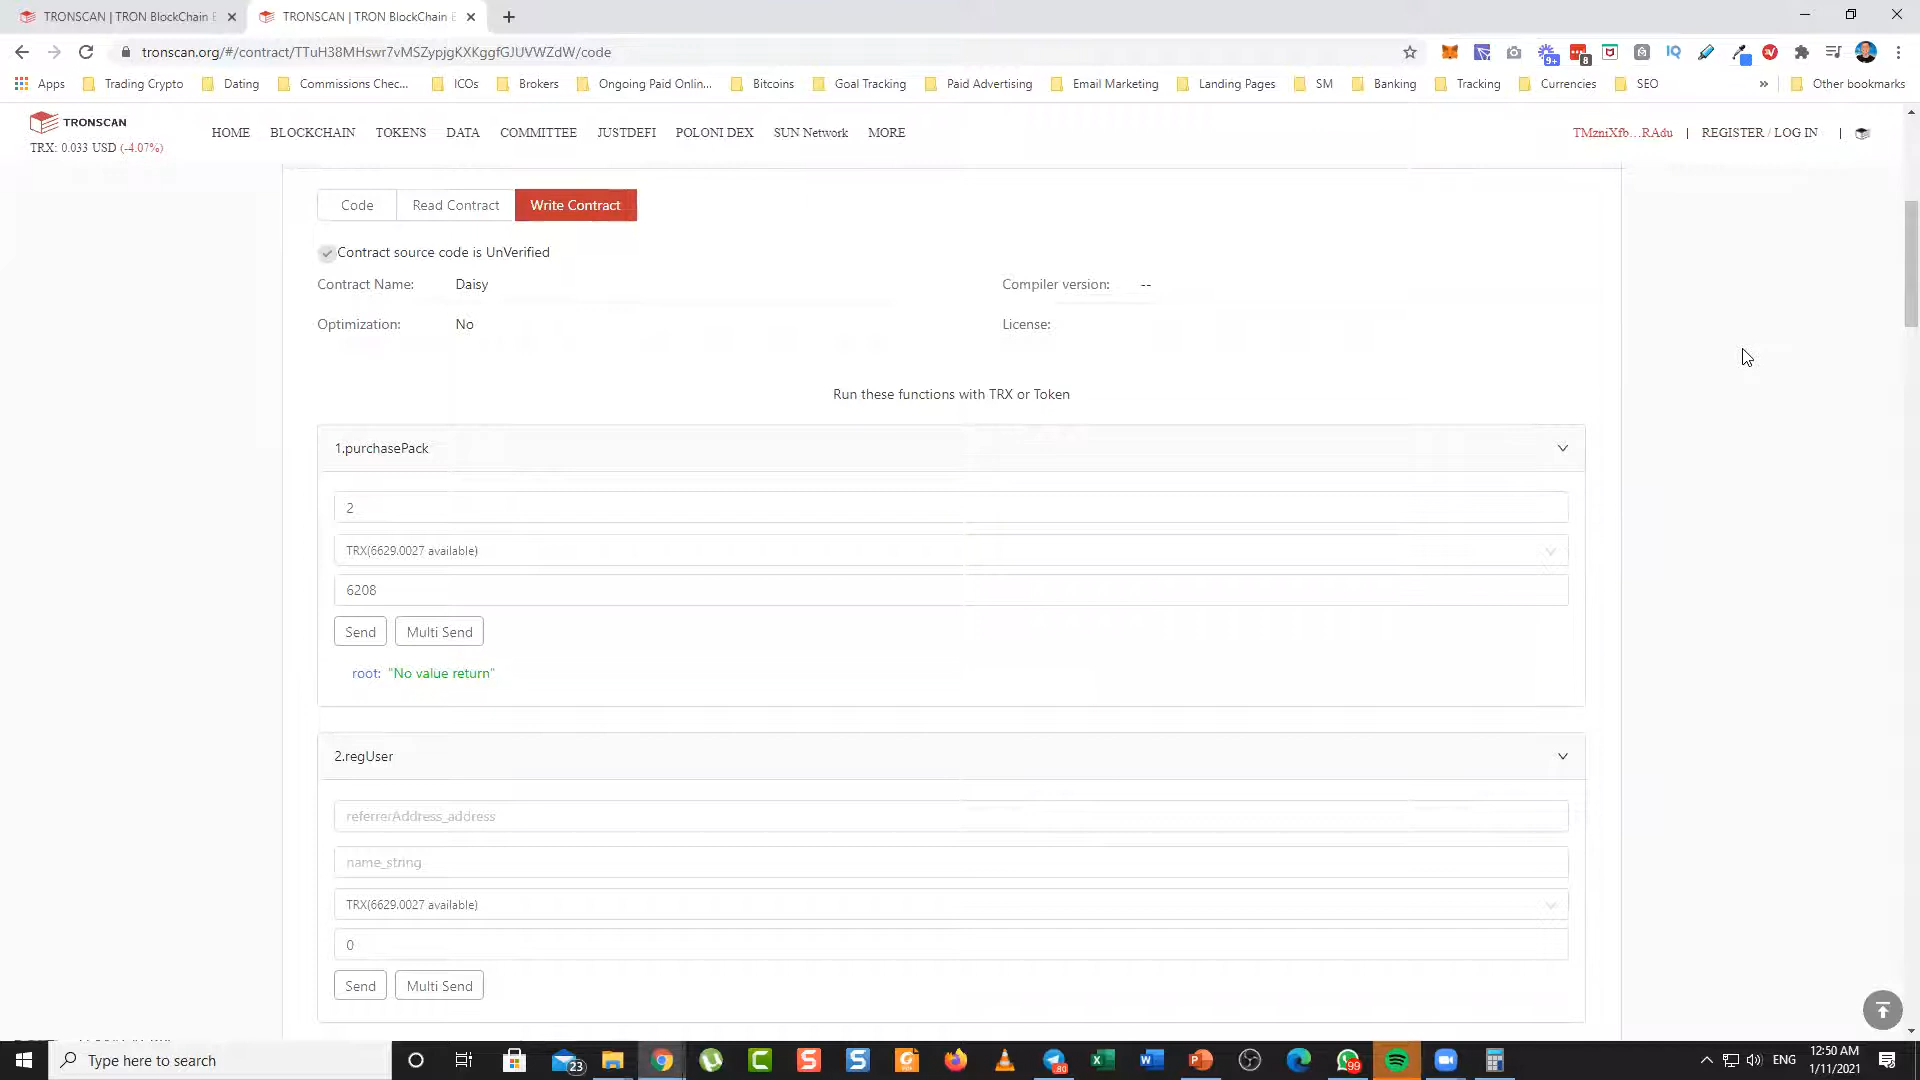 TRONSCAN | TRON BlockChain E
TRONSCAN | TRON BlockChain E
tronscan.org/#/contract/TTuH38MHswr7vMSZypjgKXKggfGJUVWZdW/code
9+
8
IQ
Apps
Trading Crypto
Dating
Commissions Chec...
ICOs
Brokers
Ongoing Paid Onlin...
Bitcoins
Goal Tracking
Paid Advertising
Email Marketing
Landing Pages
SM
Banking
Tracking
Currencies
SEO
»
Other bookmarks
TRONSCAN
TRX: 0.033 USD (-4.07%)
HOME
BLOCKCHAIN
TOKENS
DATA
COMMITTEE
JUSTDEFI
POLONI DEX
SUN Network
MORE
TMzniXfb...RAdu
|
REGISTER / LOG IN
|
Code
Read Contract
Write Contract
Contract source code is UnVerified
Contract Name: Daisy
Compiler version: --
Optimization: No
License:
Run these functions with TRX or Token
1.purchasePack
2
TRX(6629.0027 available)
6208
Send
Multi Send
root: "No value return"
2.regUser
referrerAddress_address
name_string
TRX(6629.0027 available)
0
Send
Multi Send
Type here to search
23
80
99
ENG
12:50 AM
1/11/2021